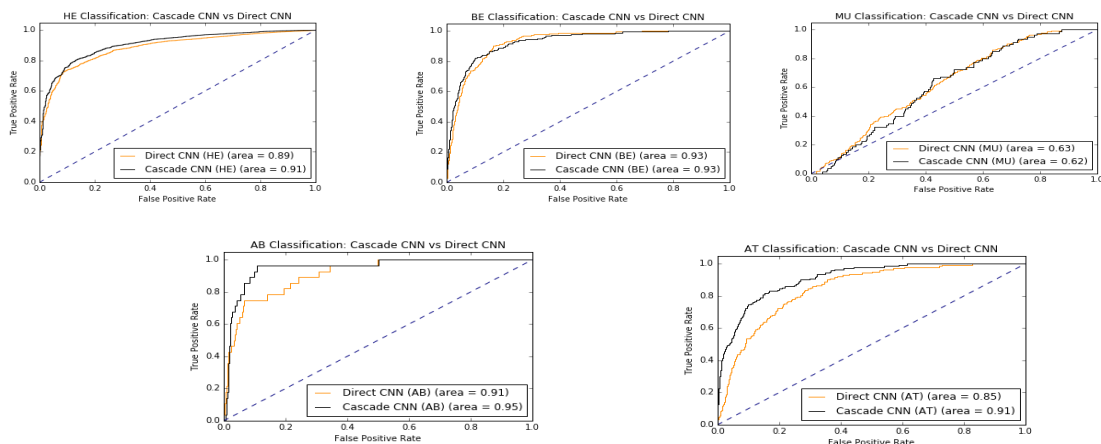 HE Classification: Cascade CNN vs Direct CNN
1.0
0.8
0.6
0.4
0.2
0.0
True Positive Rate
Direct CNN (HE) (area = 0.89)
Cascade CNN (HE) (area = 0.91)
0.0 0.2 0.4 0.6 0.8 1.0
False Positive Rate
BE Classification: Cascade CNN vs Direct CNN
1.0
0.8
0.6
0.4
0.2
0.0
True Positive Rate
Direct CNN (BE) (area = 0.93)
Cascade CNN (BE) (area = 0.93)
0.0 0.2 0.4 0.6 0.8 1.0
False Positive Rate
MU Classification: Cascade CNN vs Direct CNN
1.0
0.8
0.6
0.4
0.2
0.0
True Positive Rate
Direct CNN (MU) (area = 0.63)
Cascade CNN (MU) (area = 0.62)
0.0 0.2 0.4 0.6 0.8 1.0
False Positive Rate
AB Classification: Cascade CNN vs Direct CNN
1.0
0.8
0.6
0.4
0.2
0.0
True Positive Rate
Direct CNN (AB) (area = 0.91)
Cascade CNN (AB) (area = 0.95)
0.0 0.2 0.4 0.6 0.8 1.0
False Positive Rate
AT Classification: Cascade CNN vs Direct CNN
1.0
0.8
0.6
0.4
0.2
0.0
True Positive Rate
Direct CNN (AT) (area = 0.85)
Cascade CNN (AT) (area = 0.91)
0.0 0.2 0.4 0.6 0.8 1.0
False Positive Rate